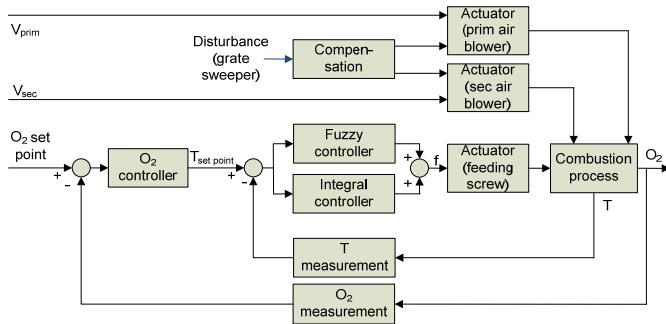 V_prim
Disturbance
(grate
sweeper)
Compen-
sation
Actuator
(prim air
blower)
V_sec
Actuator
(sec air
blower)
O₂ set
point
+
-
O₂
controller
T_set point
+
-
Fuzzy
controller
Integral
controller
+
+
f
Actuator
(feeding
screw)
Combustion
process
O₂
T
T
measurement
O₂
measurement